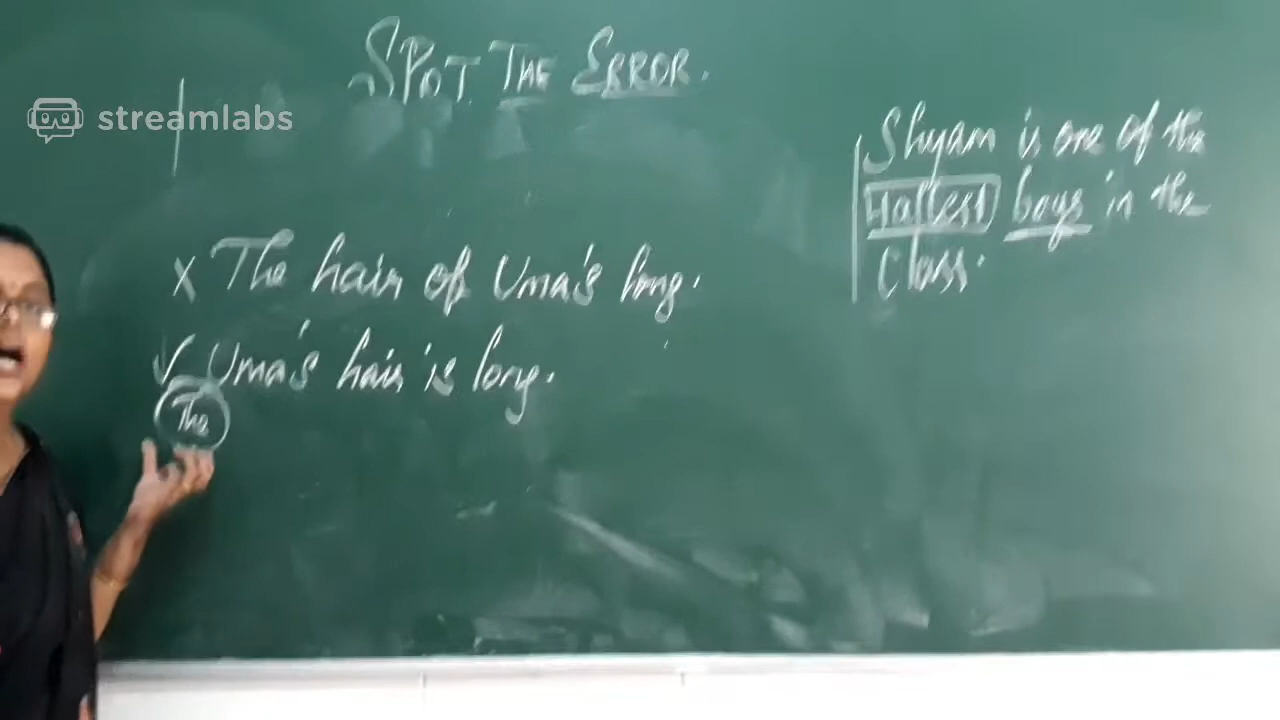 streamlabs
SPOT THE ERROR.
x The hair of Uma's long.
✓ Uma's hair is long.
The
Shyam is one of the
tallest boys in the
class.